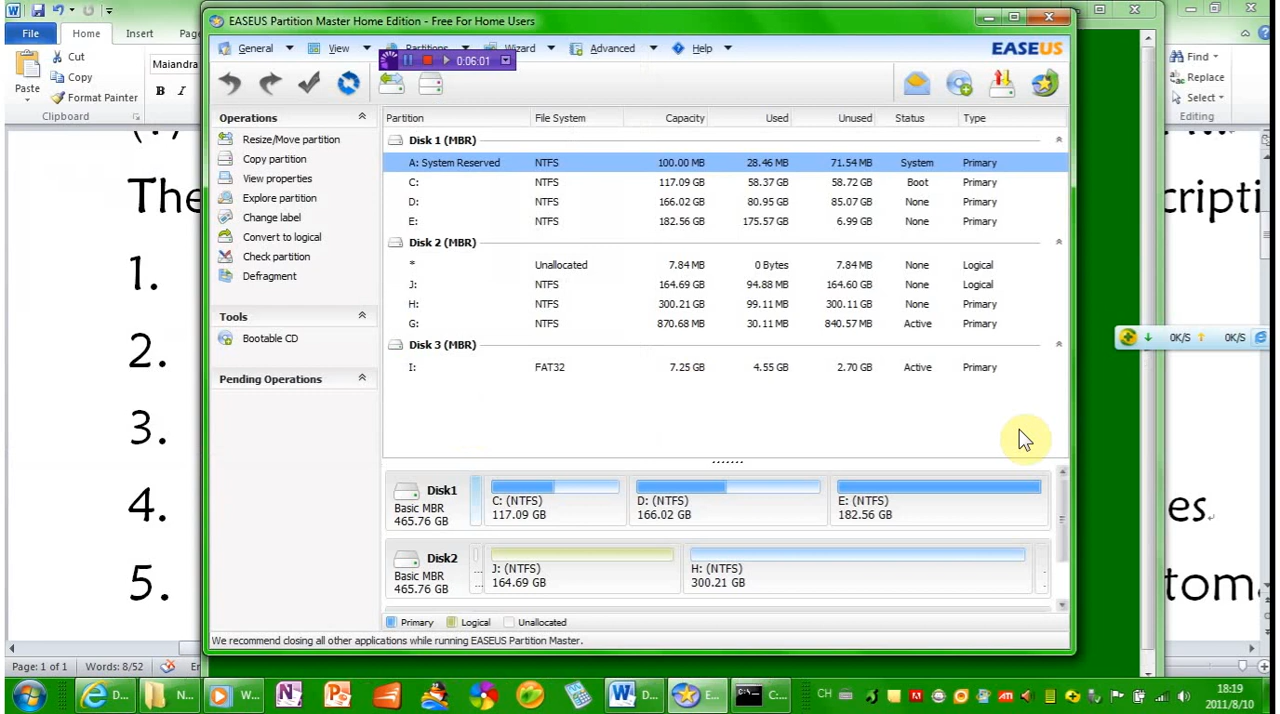 EASEUS Partition Master Home Edition - Free For Home Users
File Home Insert
General View Partitions Wizard Advanced Help EASEUS
0:06:01
Cut
Copy
Format Painter
Paste
Clipboard
Maiandra
B I
Find
Replace
Select
Editing
Operations
Resize/Move partition
Copy partition
View properties
Explore partition
Change label
Convert to logical
Check partition
Defragment
Tools
Bootable CD
Pending Operations
Partition File System Capacity Used Unused Status Type
Disk 1 (MBR)
A: System Reserved NTFS 100.00 MB 28.46 MB 71.54 MB System Primary
C: NTFS 117.09 GB 58.37 GB 58.72 GB Boot Primary
D: NTFS 166.02 GB 80.95 GB 85.07 GB None Primary
E: NTFS 182.56 GB 175.57 GB 6.99 GB None Primary
Disk 2 (MBR)
* Unallocated 7.84 MB 0 Bytes 7.84 MB None Logical
J: NTFS 164.69 GB 94.88 MB 164.60 GB None Logical
H: NTFS 300.21 GB 99.11 MB 300.11 GB None Primary
G: NTFS 870.68 MB 30.11 MB 840.57 MB Active Primary
Disk 3 (MBR)
I: FAT32 7.25 GB 4.55 GB 2.70 GB Active Primary
Disk1
Basic MBR
465.76 GB
C: (NTFS)
117.09 GB
D: (NTFS)
166.02 GB
E: (NTFS)
182.56 GB
Disk2
Basic MBR
465.76 GB
J: (NTFS)
164.69 GB
H: (NTFS)
300.21 GB
Primary Logical Unallocated
We recommend closing all other applications while running EASEUS Partition Master.
The
1.
2.
3.
4.
5.
cripti
es
tom
0K/S 0K/S
Page: 1 of 1 Words: 8/52
D... N... W... D... E... C:... CH
18:19
2011/8/10